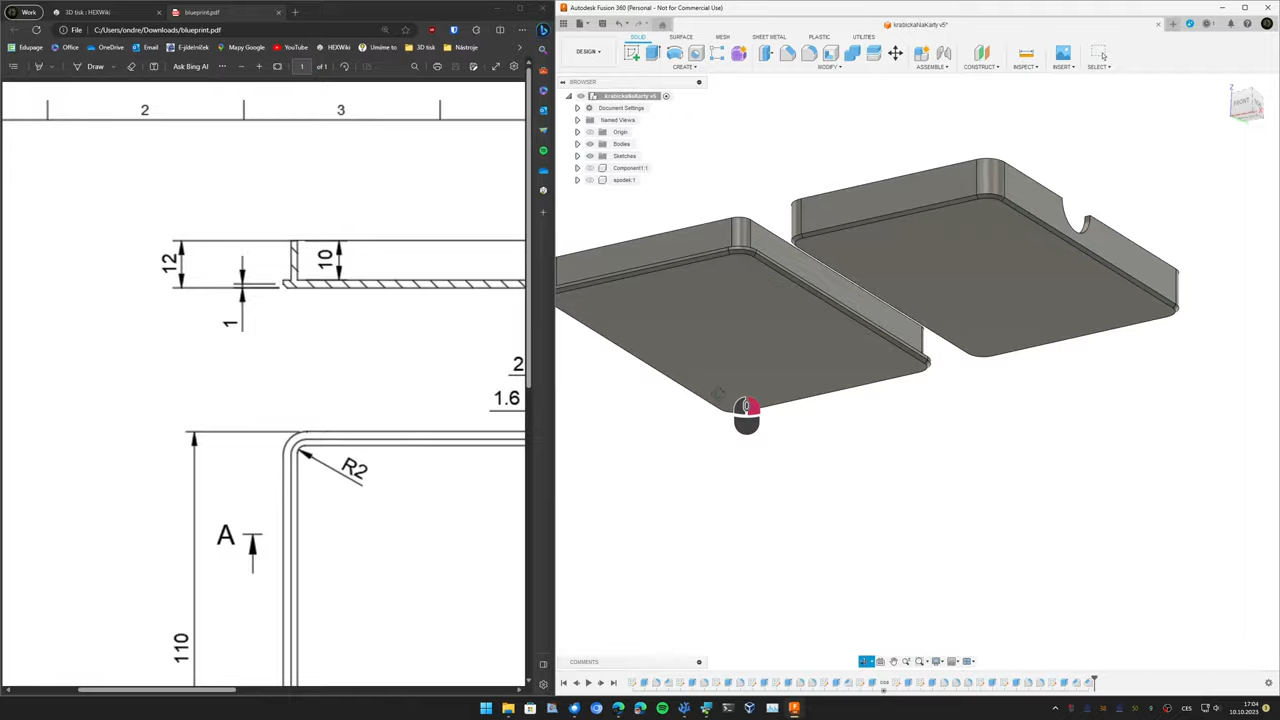 Work
3D tisk : HEXWiki
blueprint.pdf
File
C:/Users/ondre/Downloads/blueprint.pdf
Edupage
Office
OneDrive
Email
E-jídelníček
Mapy Google
YouTube
HEXWiki
Umíme to
3D tisk
Škola
Nástroje
Draw
Ask Bing AI
1
2
3
12
10
1
2
1.6
R2
A
110
Autodesk Fusion 360 (Personal - Not for Commercial Use)
krabickaNaKarty v5*
1
DESIGN
SOLID
SURFACE
MESH
SHEET METAL
PLASTIC
UTILITIES
CREATE
MODIFY
ASSEMBLE
CONSTRUCT
INSPECT
INSERT
SELECT
BROWSER
krabickaNaKarty v5
Document Settings
Named Views
Origin
Bodies
Sketches
Component1:1
spodek:1
Z
FRONT
X
COMMENTS
CES
17:04
10.10.2023